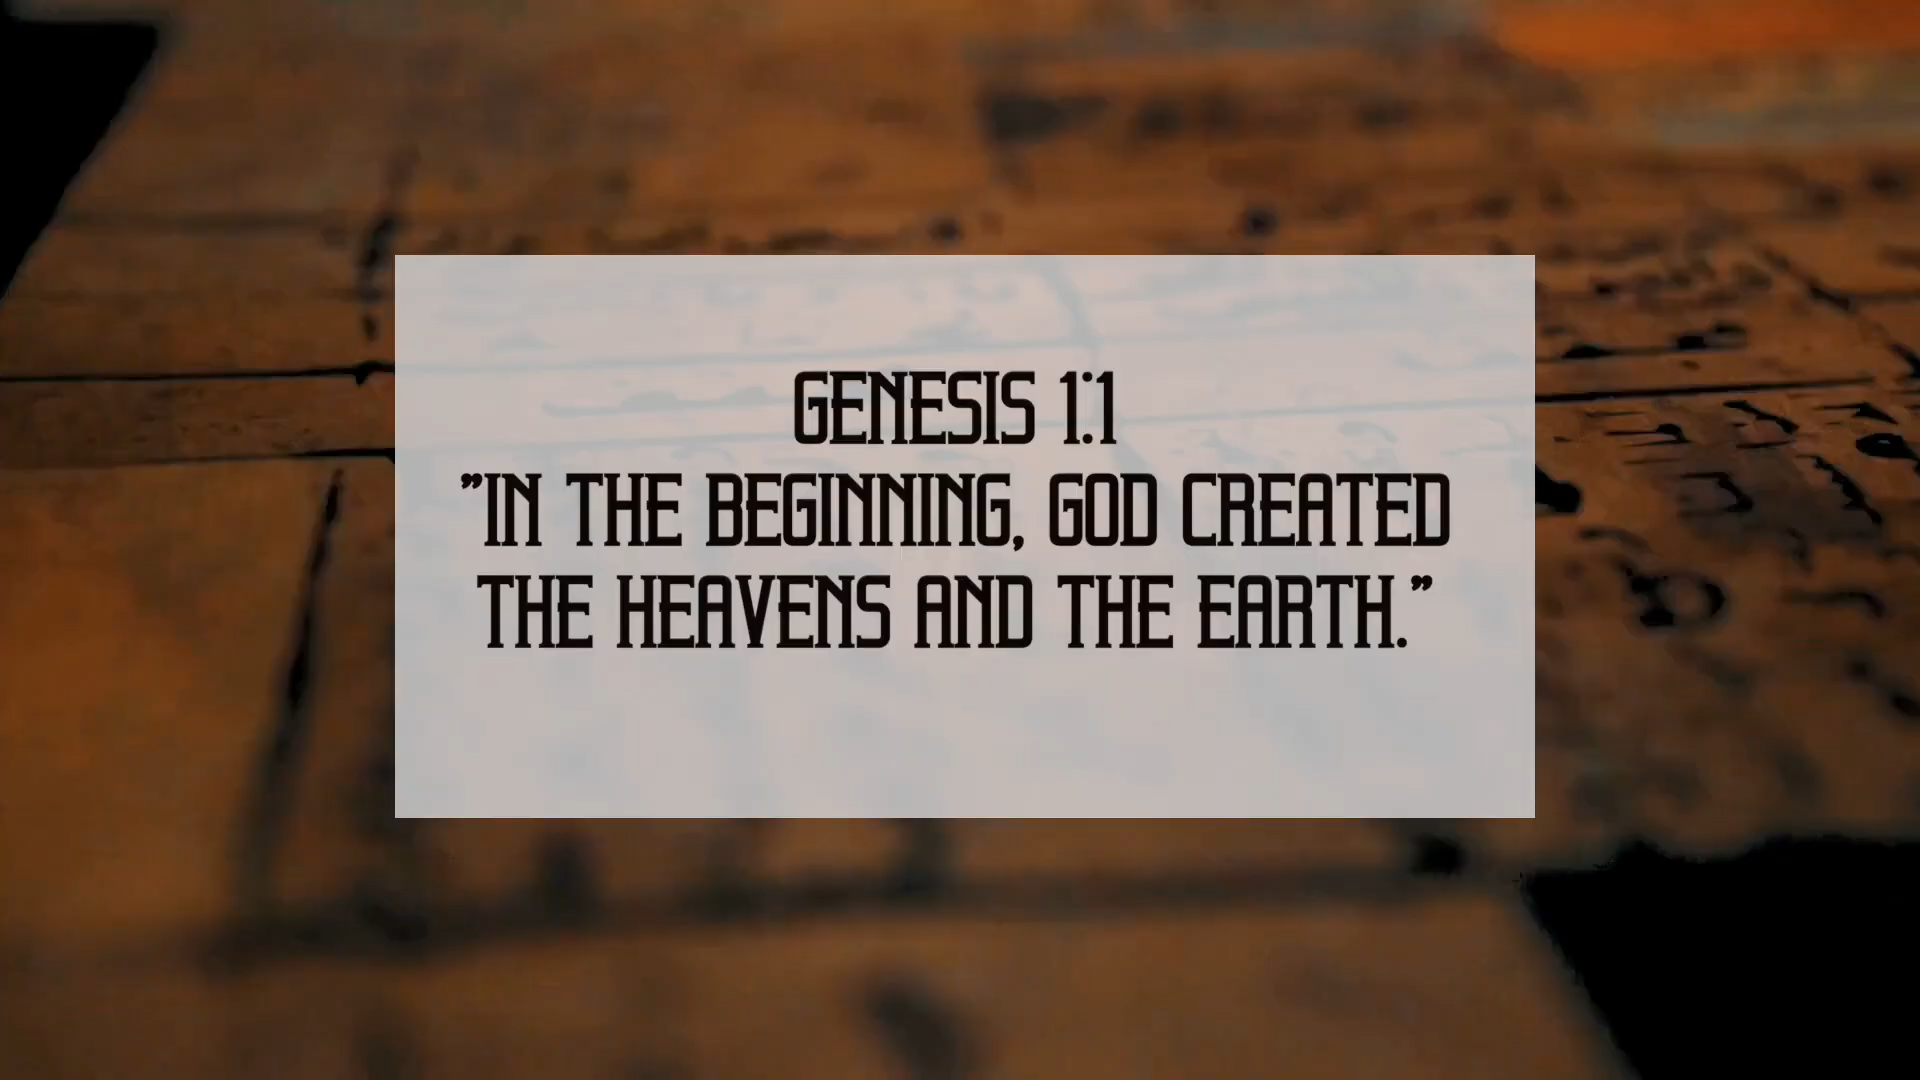 GENESIS 1:1
"IN THE BEGINNING, GOD CREATED
THE HEAVENS AND THE EARTH."